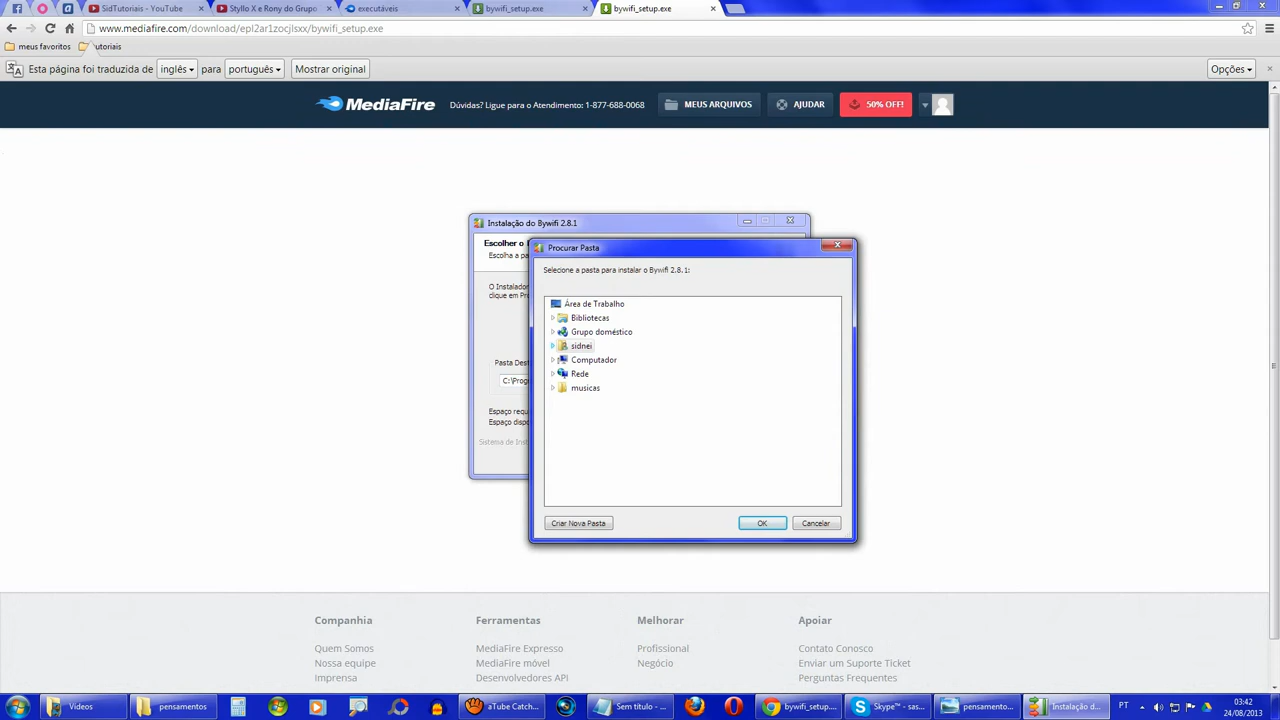 SidTutoriais - YouTube
Styllo X e Rony do Grupo
executáveis
bywifi_setup.exe
bywifi_setup.exe
www.mediafire.com/download/epl2ar1zocjlsxx/bywifi_setup.exe
meus favoritos
utoriais
Esta página foi traduzida de inglês para português Mostrar original Opções
MediaFire Dúvidas? Ligue para o Atendimento: 1-877-688-0068 MEUS ARQUIVOS AJUDAR 50% OFF!
Instalação do Bywifi 2.8.1
Escolher o
Escolha a pa
O Instalador
clique em Pro
Pasta Dest
C:\Prog
Espaço requ
Espaço dispo
Sistema de Inst
Procurar Pasta
Selecione a pasta para instalar o Bywifi 2.8.1:
Área de Trabalho
Bibliotecas
Grupo doméstico
sidnei
Computador
Rede
musicas
Criar Nova Pasta OK Cancelar
Companhia Ferramentas Melhorar Apoiar
Quem Somos MediaFire Expresso Profissional Contato Conosco
Nossa equipe MediaFire móvel Negócio Enviar um Suporte Ticket
Imprensa Desenvolvedores API Perguntas Frequentes
Vídeos pensamentos aTube Catch... Sem título - ... bywifi_setup.... Skype™ - sas... pensamento... Instalação d... PT 03:42
24/08/2013